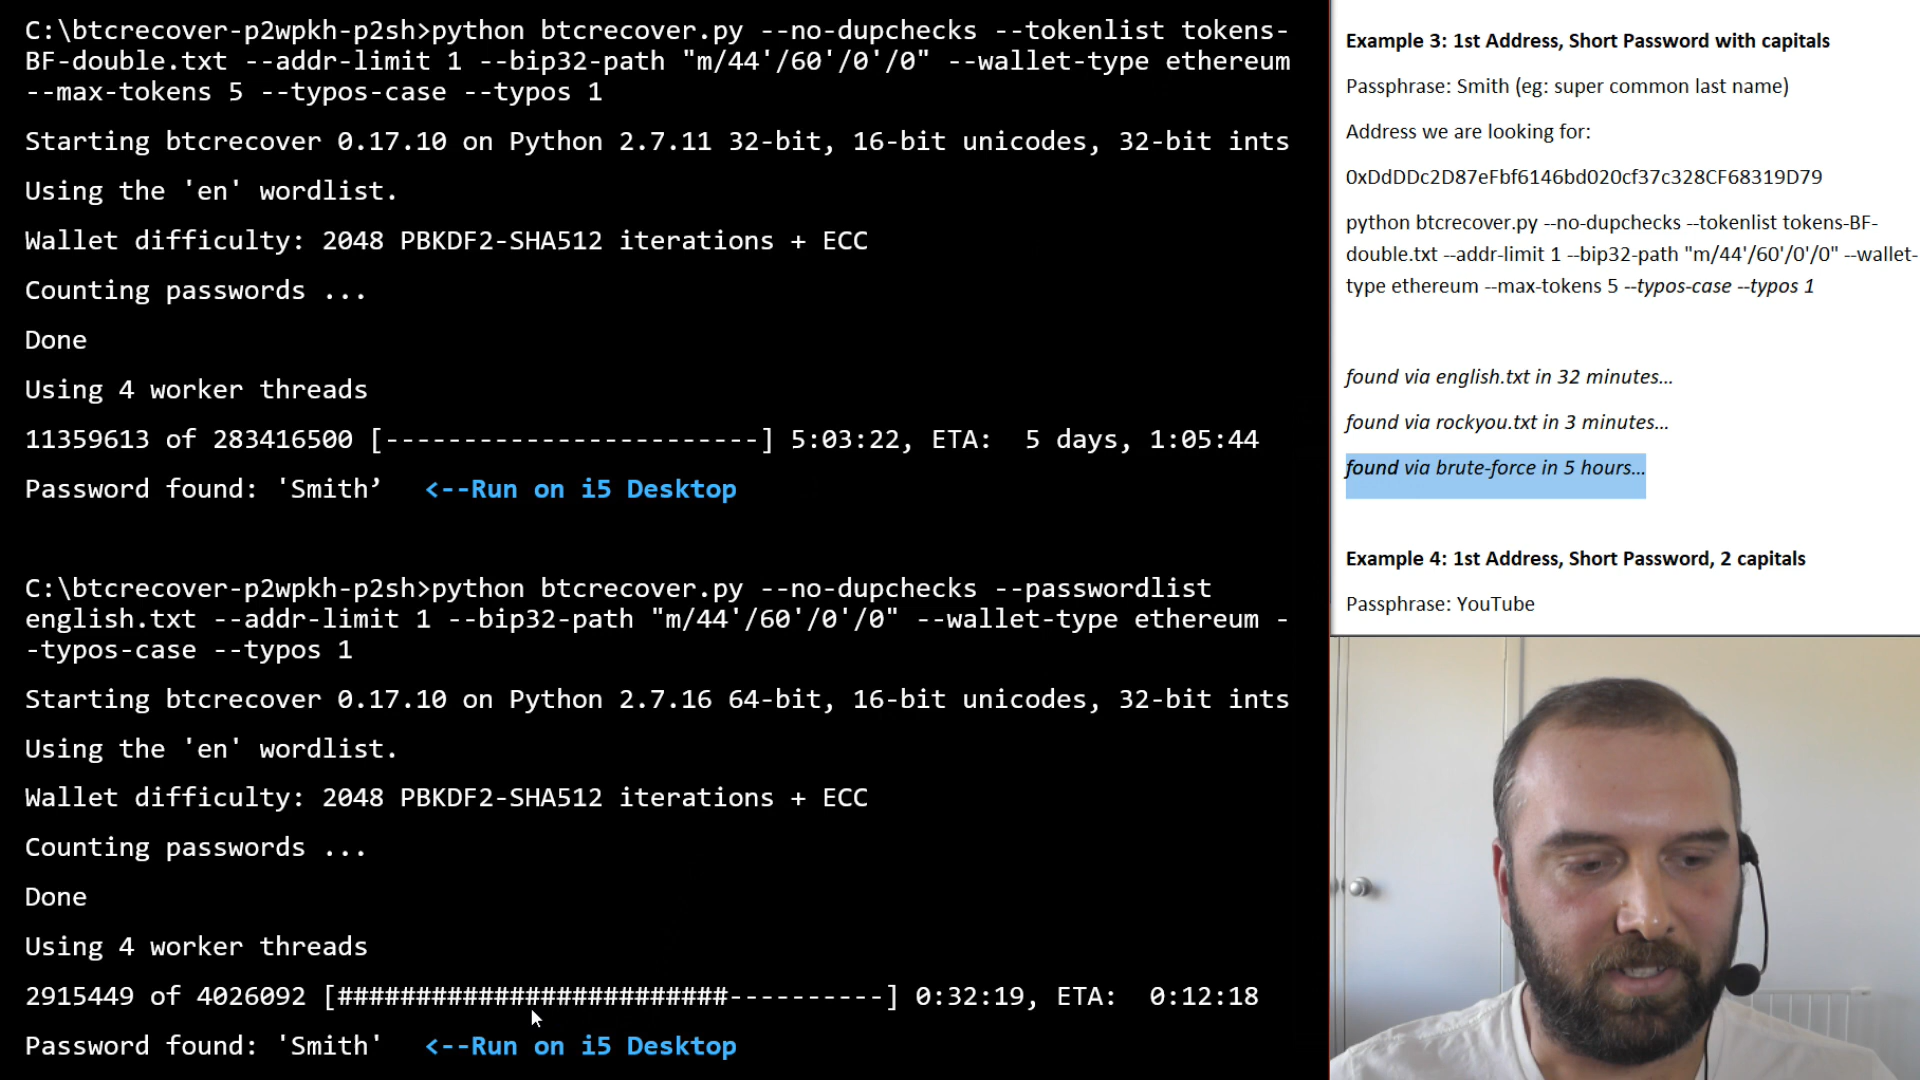 C:\btcrecover-p2wpkh-p2sh>python btcrecover.py --no-dupchecks --tokenlist tokens-
BF-double.txt --addr-limit 1 --bip32-path "m/44'/60'/0'/0" --wallet-type ethereum
--max-tokens 5 --typos-case --typos 1
Starting btcrecover 0.17.10 on Python 2.7.11 32-bit, 16-bit unicodes, 32-bit ints
Using the 'en' wordlist.
Wallet difficulty: 2048 PBKDF2-SHA512 iterations + ECC
Counting passwords ...
Done
Using 4 worker threads
11359613 of 283416500 [------------------------] 5:03:22, ETA:  5 days, 1:05:44
Password found: 'Smith’ <--Run on i5 Desktop
C:\btcrecover-p2wpkh-p2sh>python btcrecover.py --no-dupchecks --passwordlist
english.txt --addr-limit 1 --bip32-path "m/44'/60'/0'/0" --wallet-type ethereum -
-typos-case --typos 1
Starting btcrecover 0.17.10 on Python 2.7.16 64-bit, 16-bit unicodes, 32-bit ints
Using the 'en' wordlist.
Wallet difficulty: 2048 PBKDF2-SHA512 iterations + ECC
Counting passwords ...
Done
Using 4 worker threads
2915449 of 4026092 [#########################----------] 0:32:19, ETA:  0:12:18
Password found: 'Smith' <--Run on i5 Desktop
Example 3: 1st Address, Short Password with capitals
Passphrase: Smith (eg: super common last name)
Address we are looking for:
0xDdDDc2D87eFbf6146bd020cf37c328CF68319D79
python btcrecover.py --no-dupchecks --tokenlist tokens-BF-
double.txt --addr-limit 1 --bip32-path "m/44'/60'/0'/0" --wallet-
type ethereum --max-tokens 5 --typos-case --typos 1
found via english.txt in 32 minutes...
found via rockyou.txt in 3 minutes...
found via brute-force in 5 hours...
Example 4: 1st Address, Short Password, 2 capitals
Passphrase: YouTube